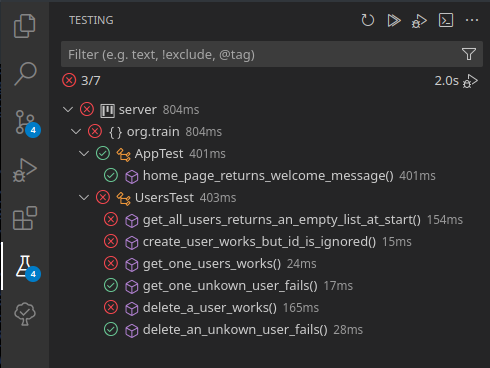 TESTING
Filter (e.g. text, !exclude, @tag)
3/7 2.0s
server 804ms
{ } org.train 804ms
AppTest 401ms
home_page_returns_welcome_message() 401ms
UsersTest 403ms
get_all_users_returns_an_empty_list_at_start() 154ms
create_user_works_but_id_is_ignored() 15ms
get_one_users_works() 24ms
get_one_unkown_user_fails() 17ms
delete_a_user_works() 165ms
delete_an_unkown_user_fails() 28ms
4
4